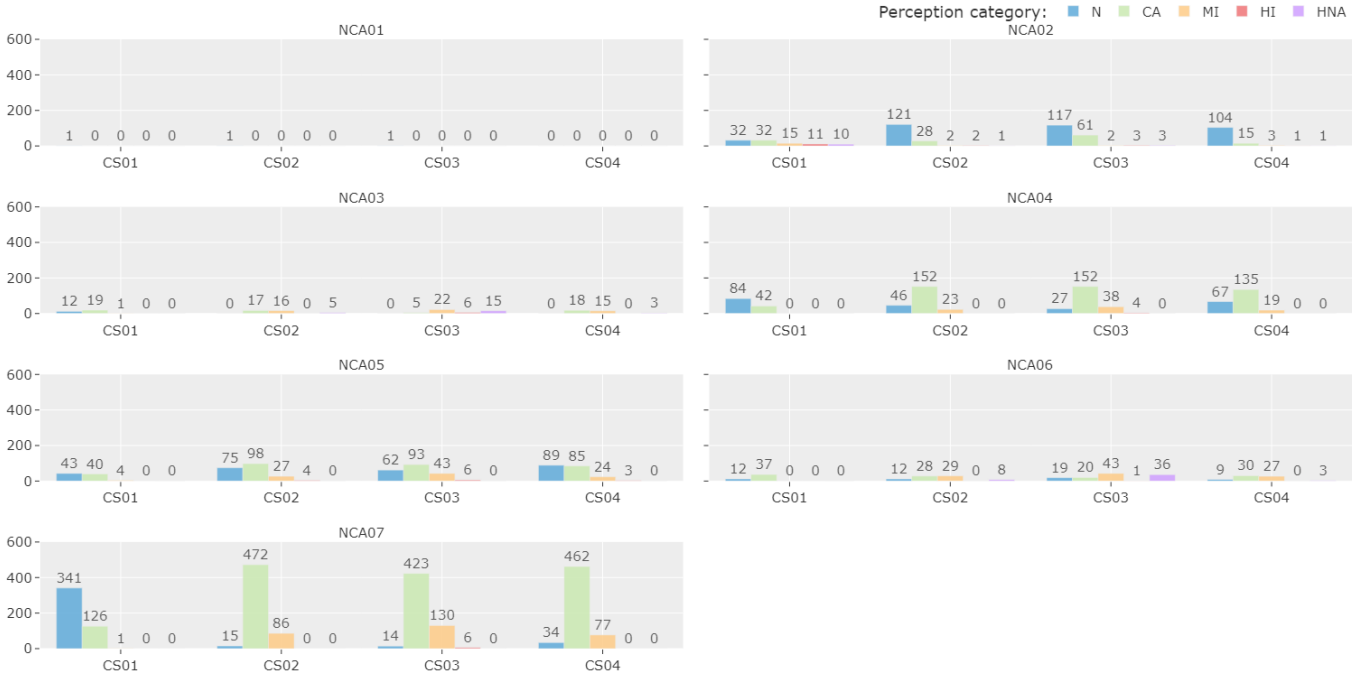 Perception category: N CA MI HI HNA
NCA01 NCA02
600
400
200
0
1 0 0 0 0 1 0 0 0 0 1 0 0 0 0 0 0 0 0 0
CS01 CS02 CS03 CS04
32 32 15 11 10 121 28 2 2 1 117 61 2 3 3 104 15 3 1 1
CS01 CS02 CS03 CS04
NCA03 NCA04
600
400
200
0
12 19 1 0 0 0 17 16 0 5 0 5 22 6 15 0 18 15 0 3
CS01 CS02 CS03 CS04
84 42 0 0 0 46 152 23 0 0 27 152 38 4 0 67 135 19 0 0
CS01 CS02 CS03 CS04
NCA05 NCA06
600
400
200
0
43 40 4 0 0 75 98 27 4 0 62 93 43 6 0 89 85 24 3 0
CS01 CS02 CS03 CS04
12 37 0 0 0 12 28 29 0 8 19 20 43 1 36 9 30 27 0 3
CS01 CS02 CS03 CS04
NCA07
600
400
200
0
341 126 1 0 0 15 472 86 0 0 14 423 130 6 0 34 462 77 0 0
CS01 CS02 CS03 CS04